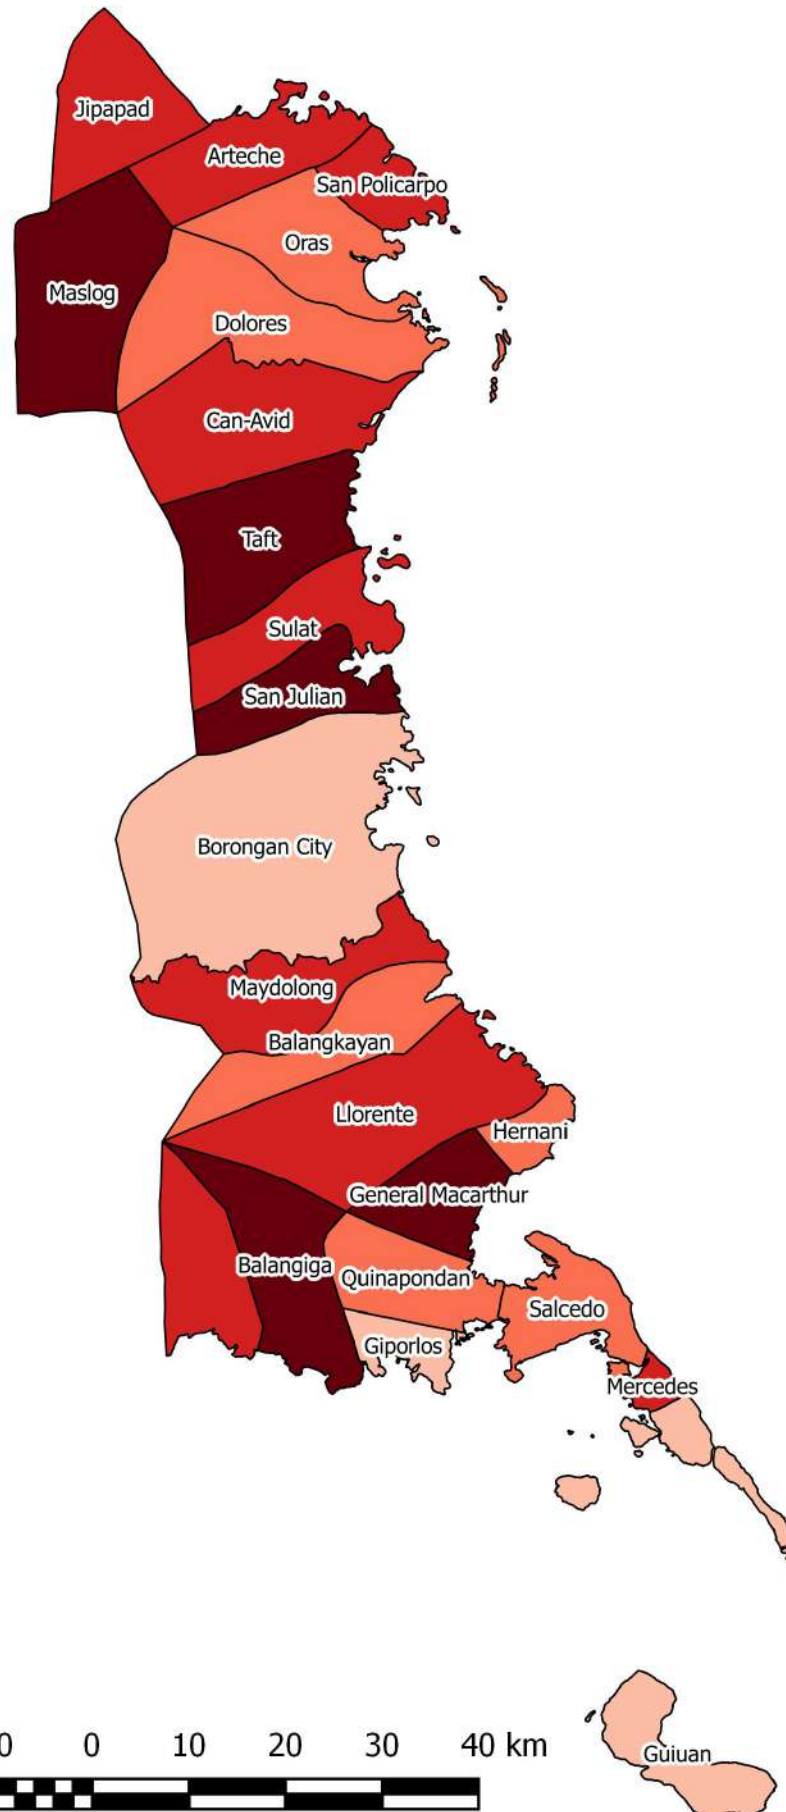 Jipapad
Arteche
San Policarpo
Oras
Maslog
Dolores
Can-Avid
Taft
Sulat
San Julian
Borongan City
Maydolong
Balangkayan
Llorente
Hernani
General Macarthur
Balangiga
Quinapondan
Salcedo
Giporlos
Mercedes
Guiuan
0 0 10 20 30 40 km